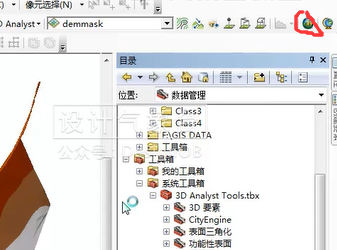 像元选择(N)
3D Analyst▾ demmask
目录
位置: 数据管理
Class3
Class4
E\GIS DATA
工具箱
工具箱
我的工具箱
系统工具箱
3D Analyst Tools.tbx
3D 要素
CityEngine
表面三角化
功能性表面